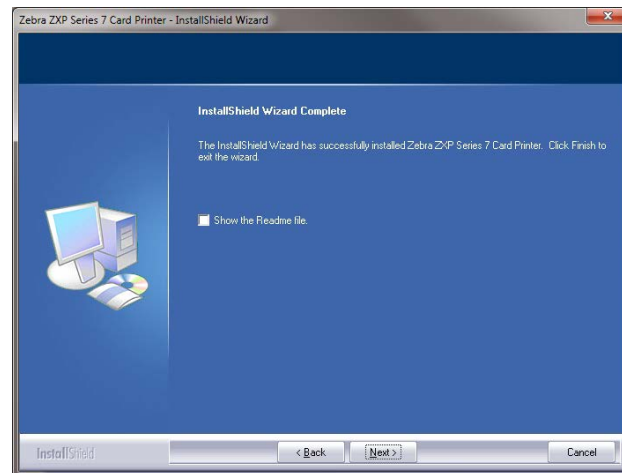 Zebra ZXP Series 7 Card Printer - InstallShield Wizard
InstallShield Wizard Complete
The InstallShield Wizard has successfully installed Zebra ZXP Series 7 Card Printer. Click Finish to
exit the wizard.
Show the Readme file.
InstallShield
< Back
Next >
Cancel